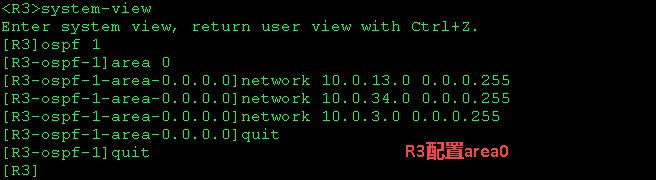 <R3>system-view
Enter system view, return user view with Ctrl+Z.
[R3]ospf 1
[R3-ospf-1]area 0
[R3-ospf-1-area-0.0.0.0]network 10.0.13.0 0.0.0.255
[R3-ospf-1-area-0.0.0.0]network 10.0.34.0 0.0.0.255
[R3-ospf-1-area-0.0.0.0]network 10.0.3.0 0.0.0.255
[R3-ospf-1-area-0.0.0.0]quit
[R3-ospf-1]quit
R3配置area0
[R3]